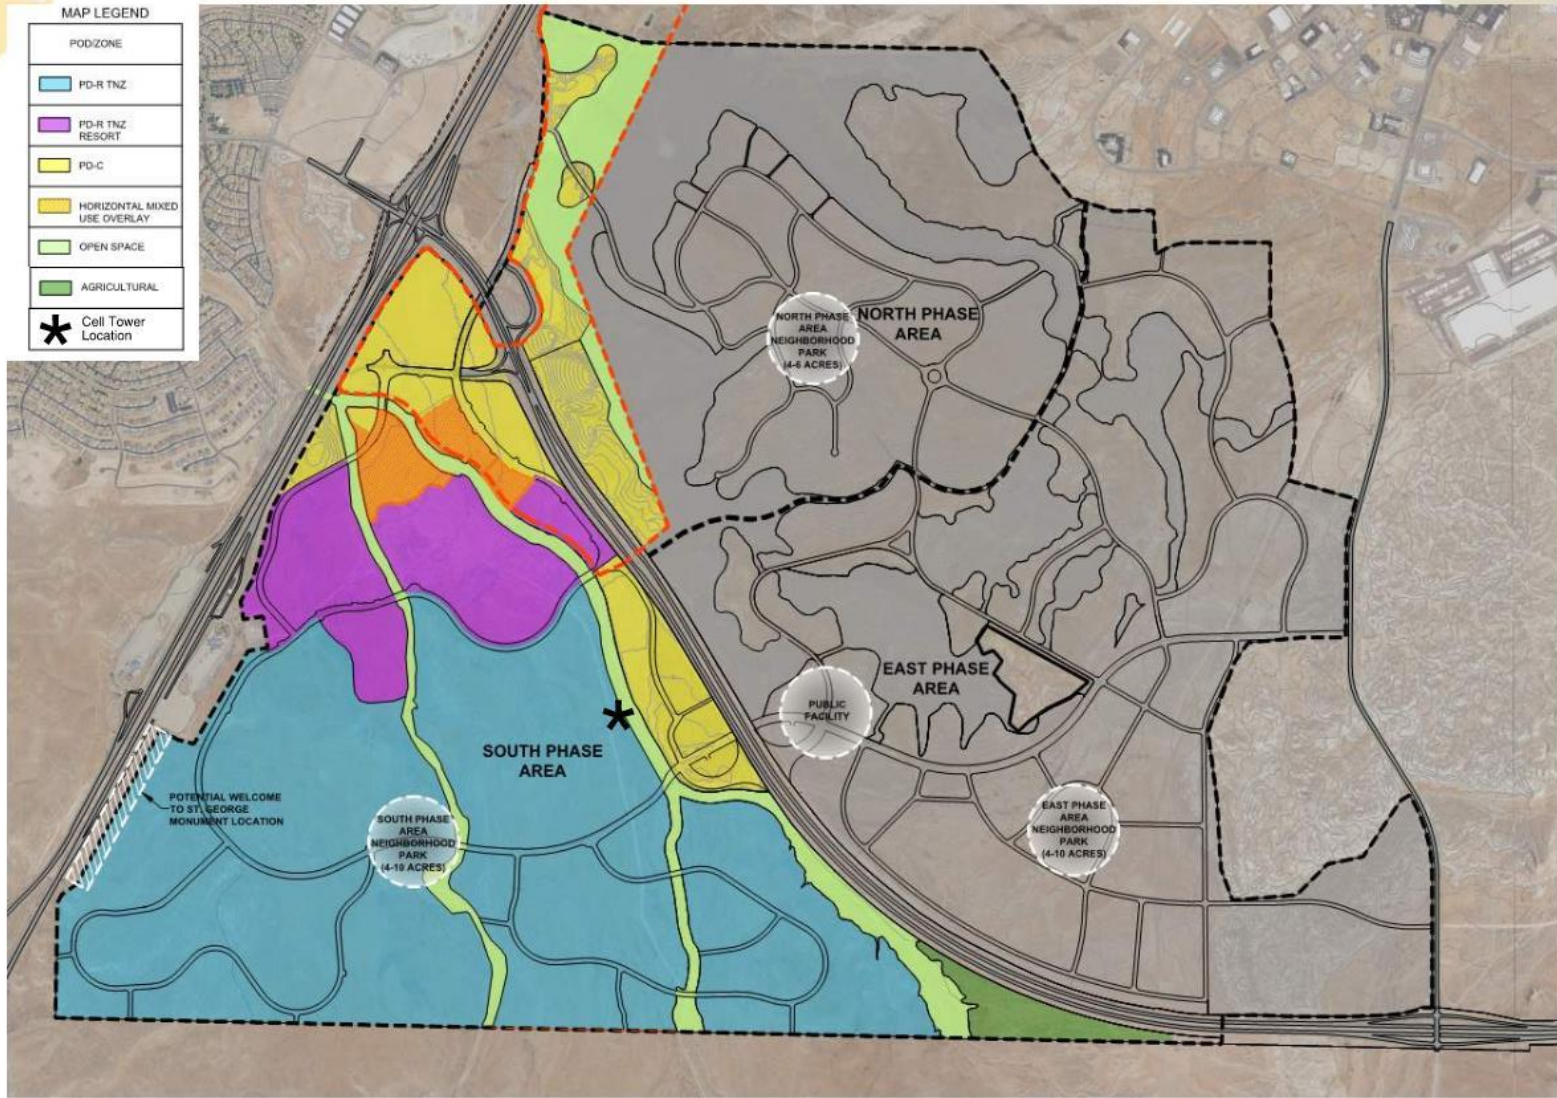 MAP LEGEND
POD/ZONE
PD-R TNZ
PD-R TNZ
RESORT
PD-C
HORIZONTAL MIXED
USE OVERLAY
OPEN SPACE
AGRICULTURAL
Cell Tower
Location
NORTH PHASE
AREA
NEIGHBORHOOD
PARK
(4-6 ACRES)
NORTH PHASE
AREA
EAST PHASE
AREA
PUBLIC
FACILITY
SOUTH PHASE
AREA
POTENTIAL WELCOME
TO ST. GEORGE
MONUMENT LOCATION
SOUTH PHASE
AREA
NEIGHBORHOOD
PARK
(4-10 ACRES)
EAST PHASE
AREA
NEIGHBORHOOD
PARK
(4-10 ACRES)